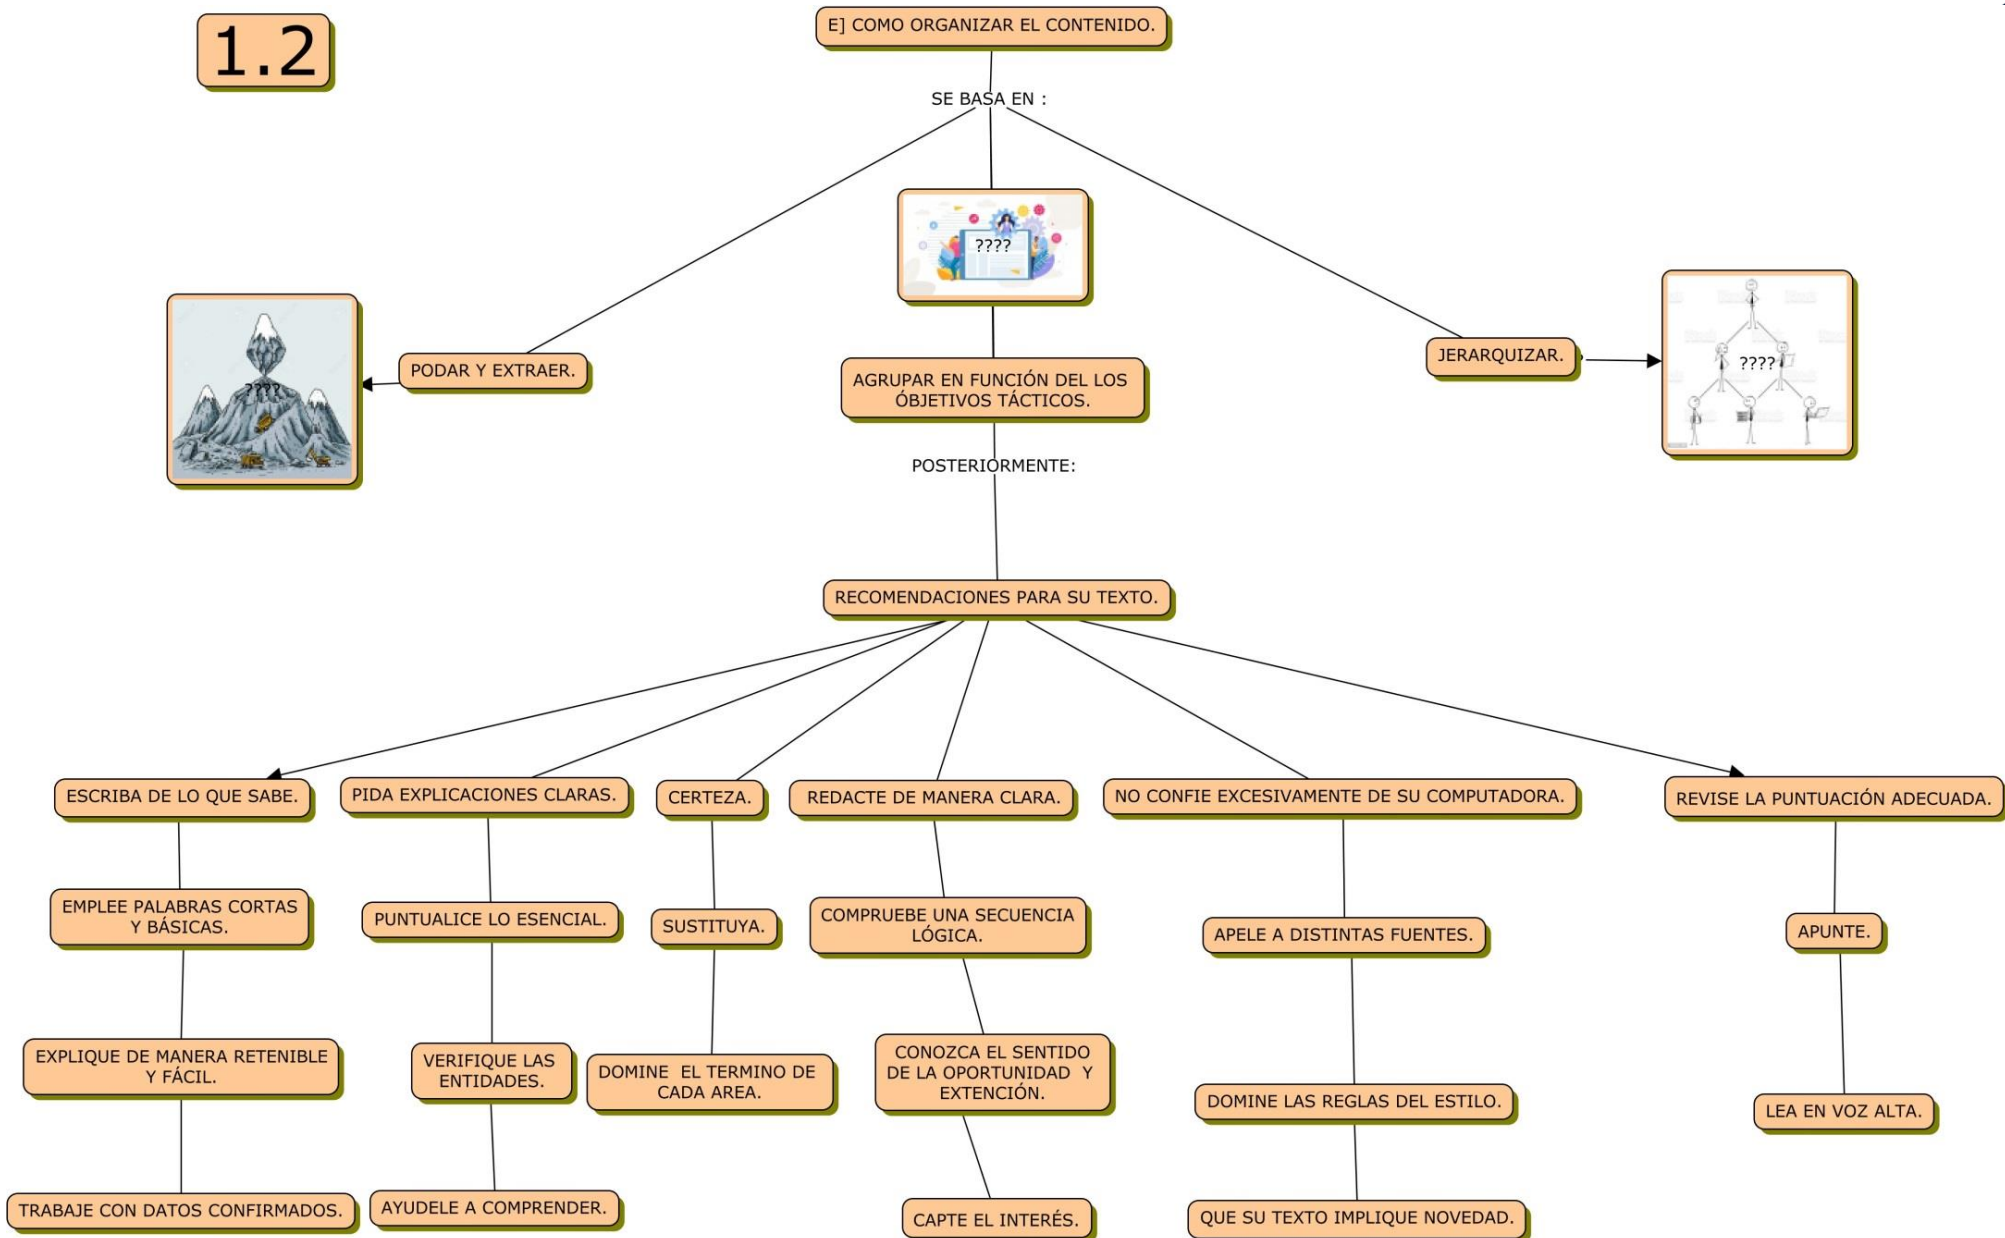 1.2
E] COMO ORGANIZAR EL CONTENIDO.
SE BASA EN :
????
PODAR Y EXTRAER.
????
AGRUPAR EN FUNCIÓN DEL LOS
ÓBJETIVOS TÁCTICOS.
JERARQUIZAR.
????
POSTERIORMENTE:
RECOMENDACIONES PARA SU TEXTO.
ESCRIBA DE LO QUE SABE.
EMPLEE PALABRAS CORTAS
Y BÁSICAS.
EXPLIQUE DE MANERA RETENIBLE
Y FÁCIL.
TRABAJE CON DATOS CONFIRMADOS.
PIDA EXPLICACIONES CLARAS.
PUNTUALICE LO ESENCIAL.
VERIFIQUE LAS
ENTIDADES.
AYUDELE A COMPRENDER.
CERTEZA.
SUSTITUYA.
DOMINE EL TERMINO DE
CADA AREA.
REDACTE DE MANERA CLARA.
COMPRUEBE UNA SECUENCIA
LÓGICA.
CONOZCA EL SENTIDO
DE LA OPORTUNIDAD Y
EXTENCIÓN.
CAPTE EL INTERÉS.
NO CONFIE EXCESIVAMENTE DE SU COMPUTADORA.
APELE A DISTINTAS FUENTES.
DOMINE LAS REGLAS DEL ESTILO.
QUE SU TEXTO IMPLIQUE NOVEDAD.
REVISE LA PUNTUACIÓN ADECUADA.
APUNTE.
LEA EN VOZ ALTA.